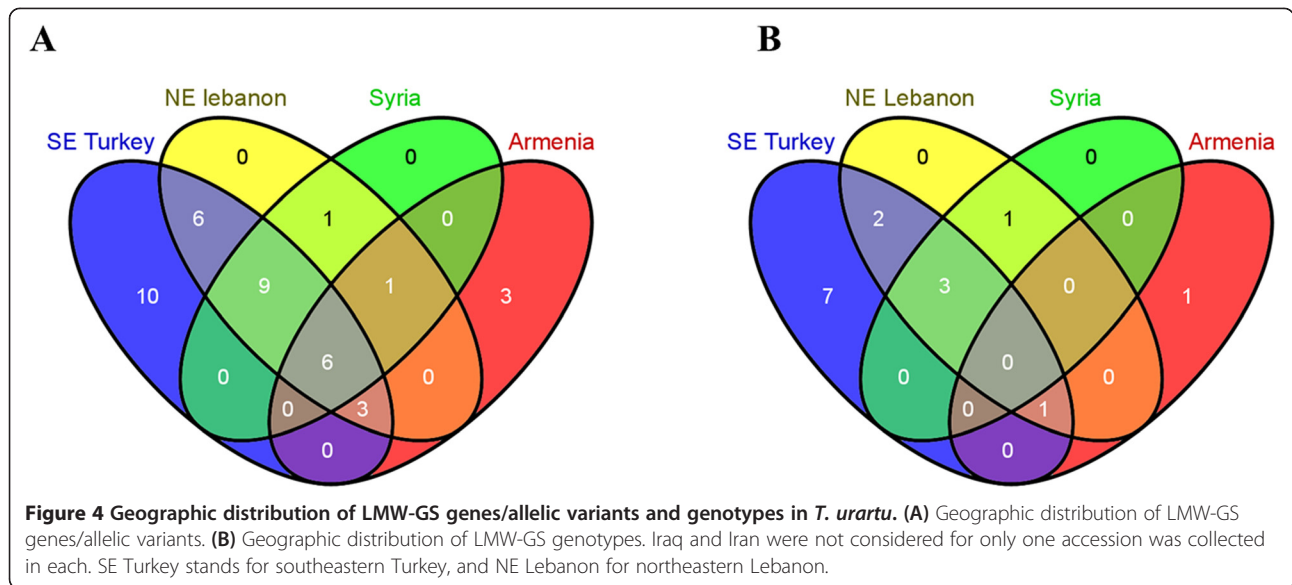 A
B
NE lebanon
Syria
SE Turkey
Armenia
0
0
6
1
0
10
9
1
3
6
0
0
0
3
0
NE Lebanon
Syria
SE Turkey
Armenia
0
0
2
1
0
7
3
0
1
0
0
0
0
1
0
Figure 4 Geographic distribution of LMW-GS genes/allelic variants and genotypes in T. urartu. (A) Geographic distribution of LMW-GS
genes/allelic variants. (B) Geographic distribution of LMW-GS genotypes. Iraq and Iran were not considered for only one accession was collected
in each. SE Turkey stands for southeastern Turkey, and NE Lebanon for northeastern Lebanon.